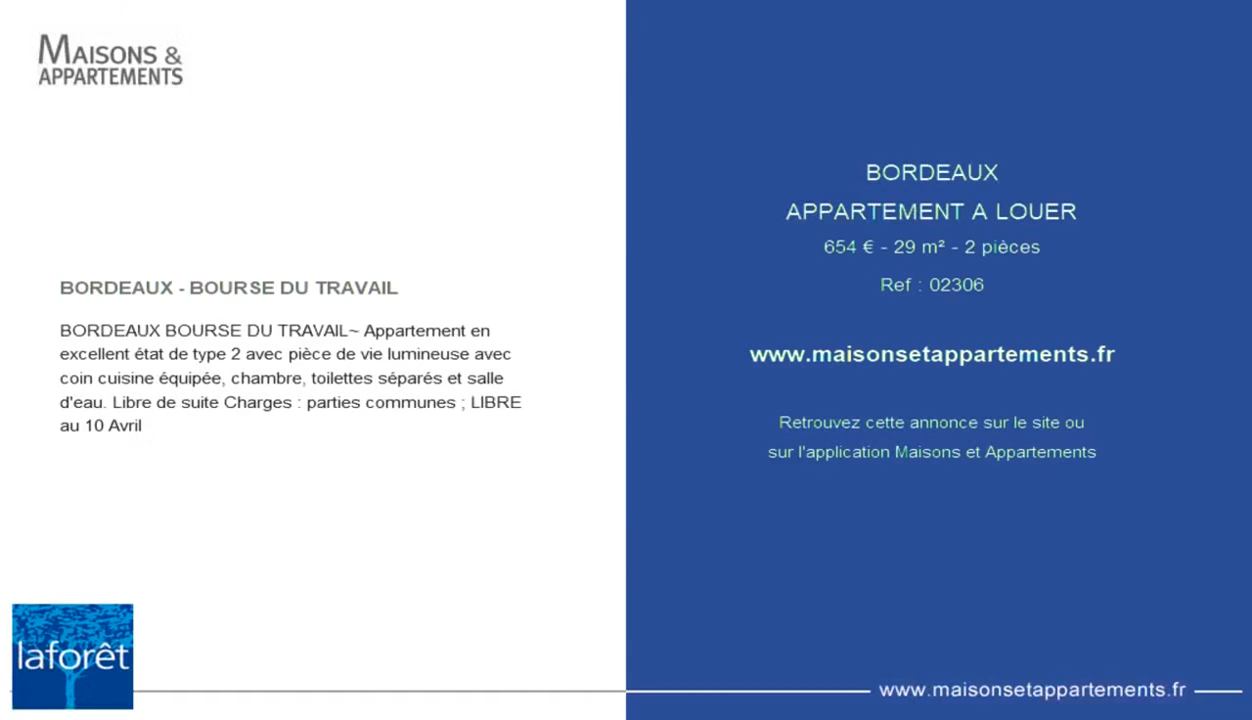 MAISONS &
APPARTEMENTS
BORDEAUX - BOURSE DU TRAVAIL
BORDEAUX BOURSE DU TRAVAIL~ Appartement en
excellent état de type 2 avec pièce de vie lumineuse avec
coin cuisine équipée, chambre, toilettes séparés et salle
d'eau. Libre de suite Charges : parties communes ; LIBRE
au 10 Avril
laforêt
BORDEAUX
APPARTEMENT A LOUER
654 € - 29 m² - 2 pièces
Ref : 02306
www.maisonsetappartements.fr
Retrouvez cette annonce sur le site ou
sur l'application Maisons et Appartements
www.maisonsetappartements.fr